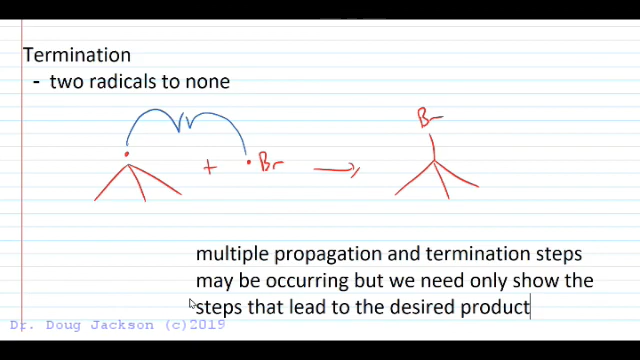 Termination
- two radicals to none
Br
+ •Br →
multiple propagation and termination steps
may be occurring but we need only show the
steps that lead to the desired product
Dr. Doug Jackson (c)2019